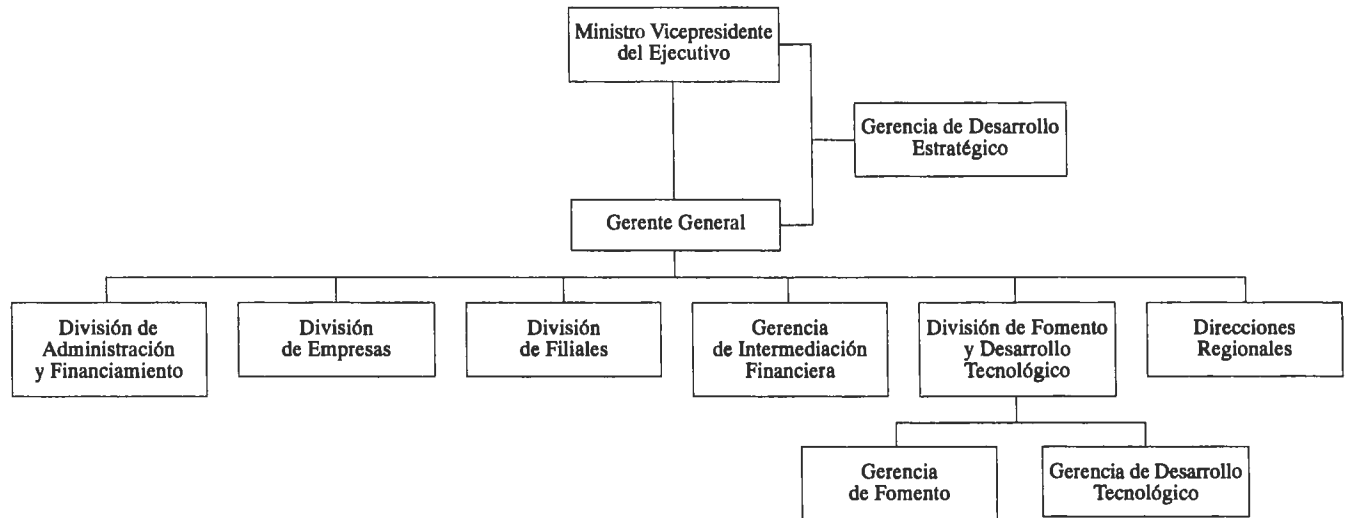 Ministro Vicepresidente
del Ejecutivo
Gerencia de Desarrollo
Estratégico
Gerente General
División de
Administración
y Financiamiento
División
de Empresas
División
de Filiales
Gerencia
de Intermediación
Financiera
División de Fomento
y Desarrollo
Tecnológico
Direcciones
Regionales
Gerencia
de Fomento
Gerencia de Desarrollo
Tecnológico